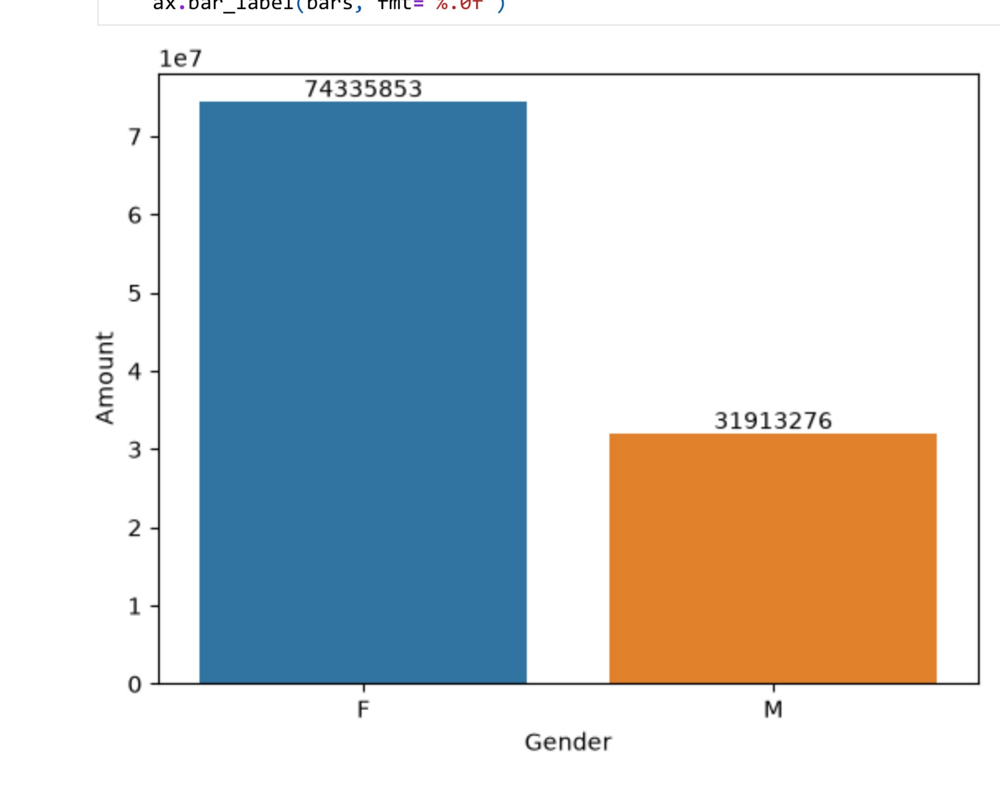 ax.bar_label(bars, fmt='%.0f')
1e7
74335853
7
6
5
4
31913276
3
2
1
0
Amount
F M
Gender